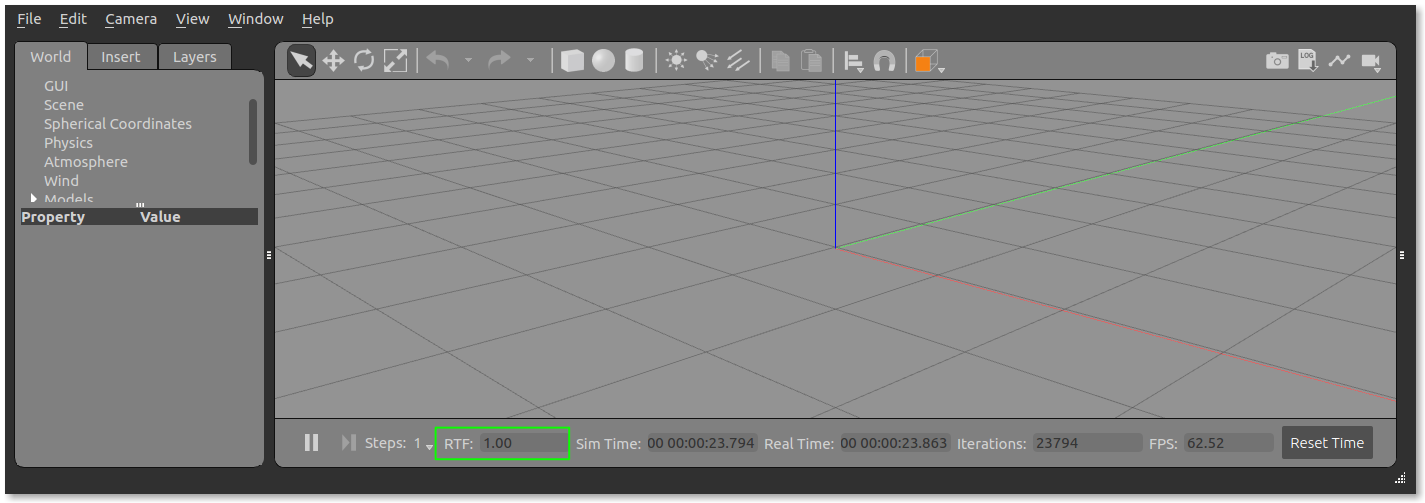 File Edit Camera View Window Help
World Insert Layers
LOG
GUI
Scene
Spherical Coordinates
Physics
Atmosphere
Wind
Models
Property Value
Steps: 1 RTF: 1.00 Sim Time: 00 00:00:23.794 Real Time: 00 00:00:23.863 Iterations: 23794 FPS: 62.52 Reset Time